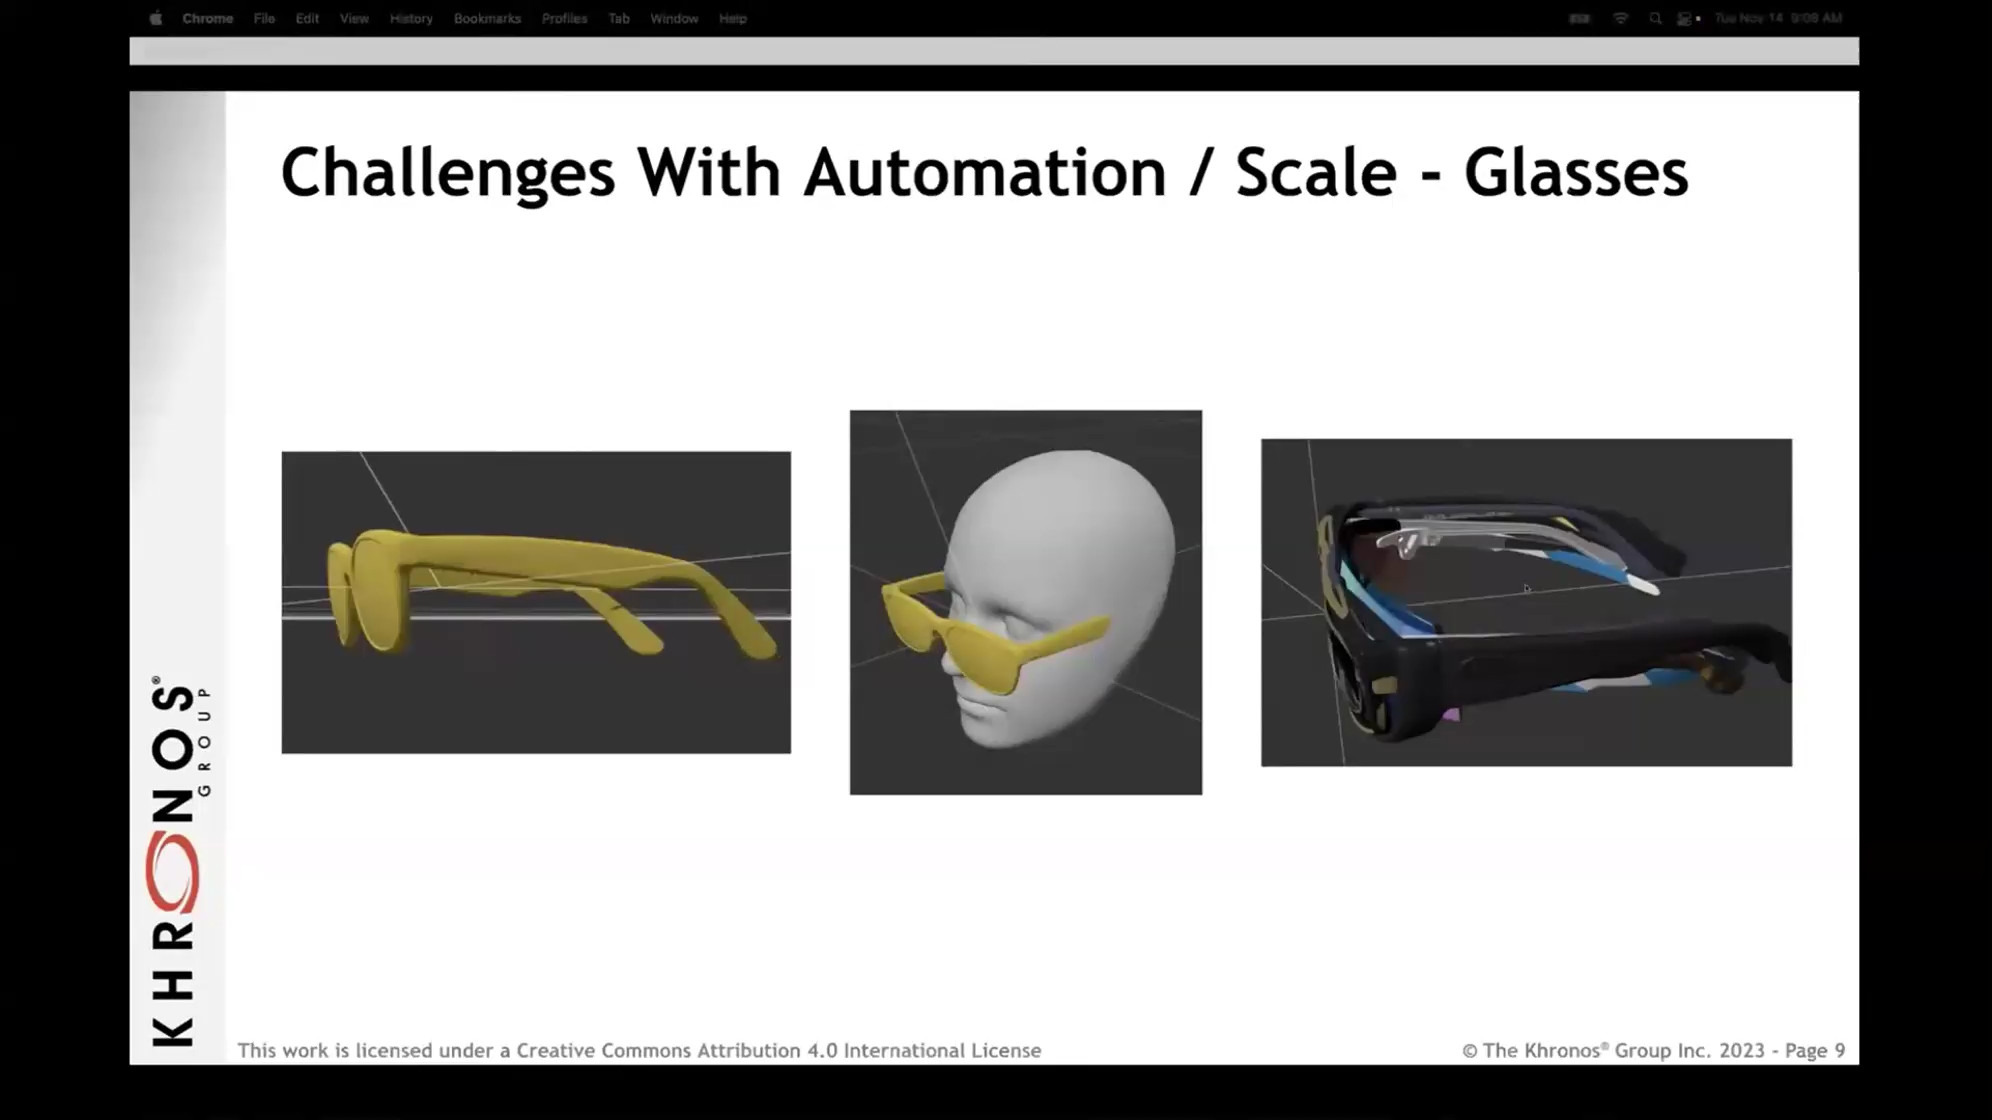 Chrome File Edit View History Bookmarks Profiles Tab Window Help
Tue Nov 14 9:09 AM
Challenges With Automation / Scale - Glasses
KHRONOS®
GROUP
This work is licensed under a Creative Commons Attribution 4.0 International License
© The Khronos® Group Inc. 2023 - Page 9